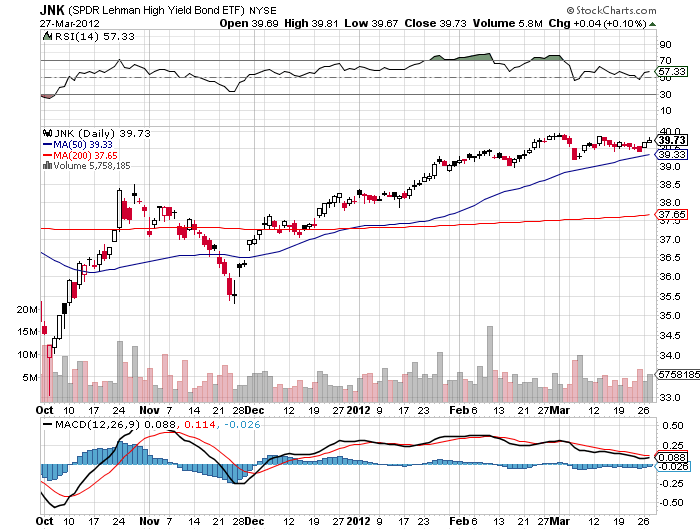 JNK (SPDR Lehman High Yield Bond ETF) NYSE
© StockCharts.com
27-Mar-2012
Open 39.69 High 39.81 Low 39.67 Close 39.73 Volume 5.8M Chg +0.04 (+0.10%)
RSI(14) 57.33
90
70
57.33
50
30
10
JNK (Daily) 39.73
MA(50) 39.33
MA(200) 37.65
Volume 5,758,185
40.0
39.73
39.33
39.0
38.5
38.0
37.65
37.0
36.5
36.0
35.5
35.0
34.5
34.0
33.0
5758185
20M
15M
10M
5M
Oct 10 17 24 Nov 7 14 21 28 Dec 12 19 27 2012 9 17 23 Feb 6 13 21 27 Mar 12 19 26
MACD(12,26,9) 0.088, 0.114, -0.026
0.50
0.25
0.088
-0.026
-0.25
-0.50
Oct 10 17 24 Nov 7 14 21 28 Dec 12 19 27 2012 9 17 23 Feb 6 13 21 27 Mar 12 19 26